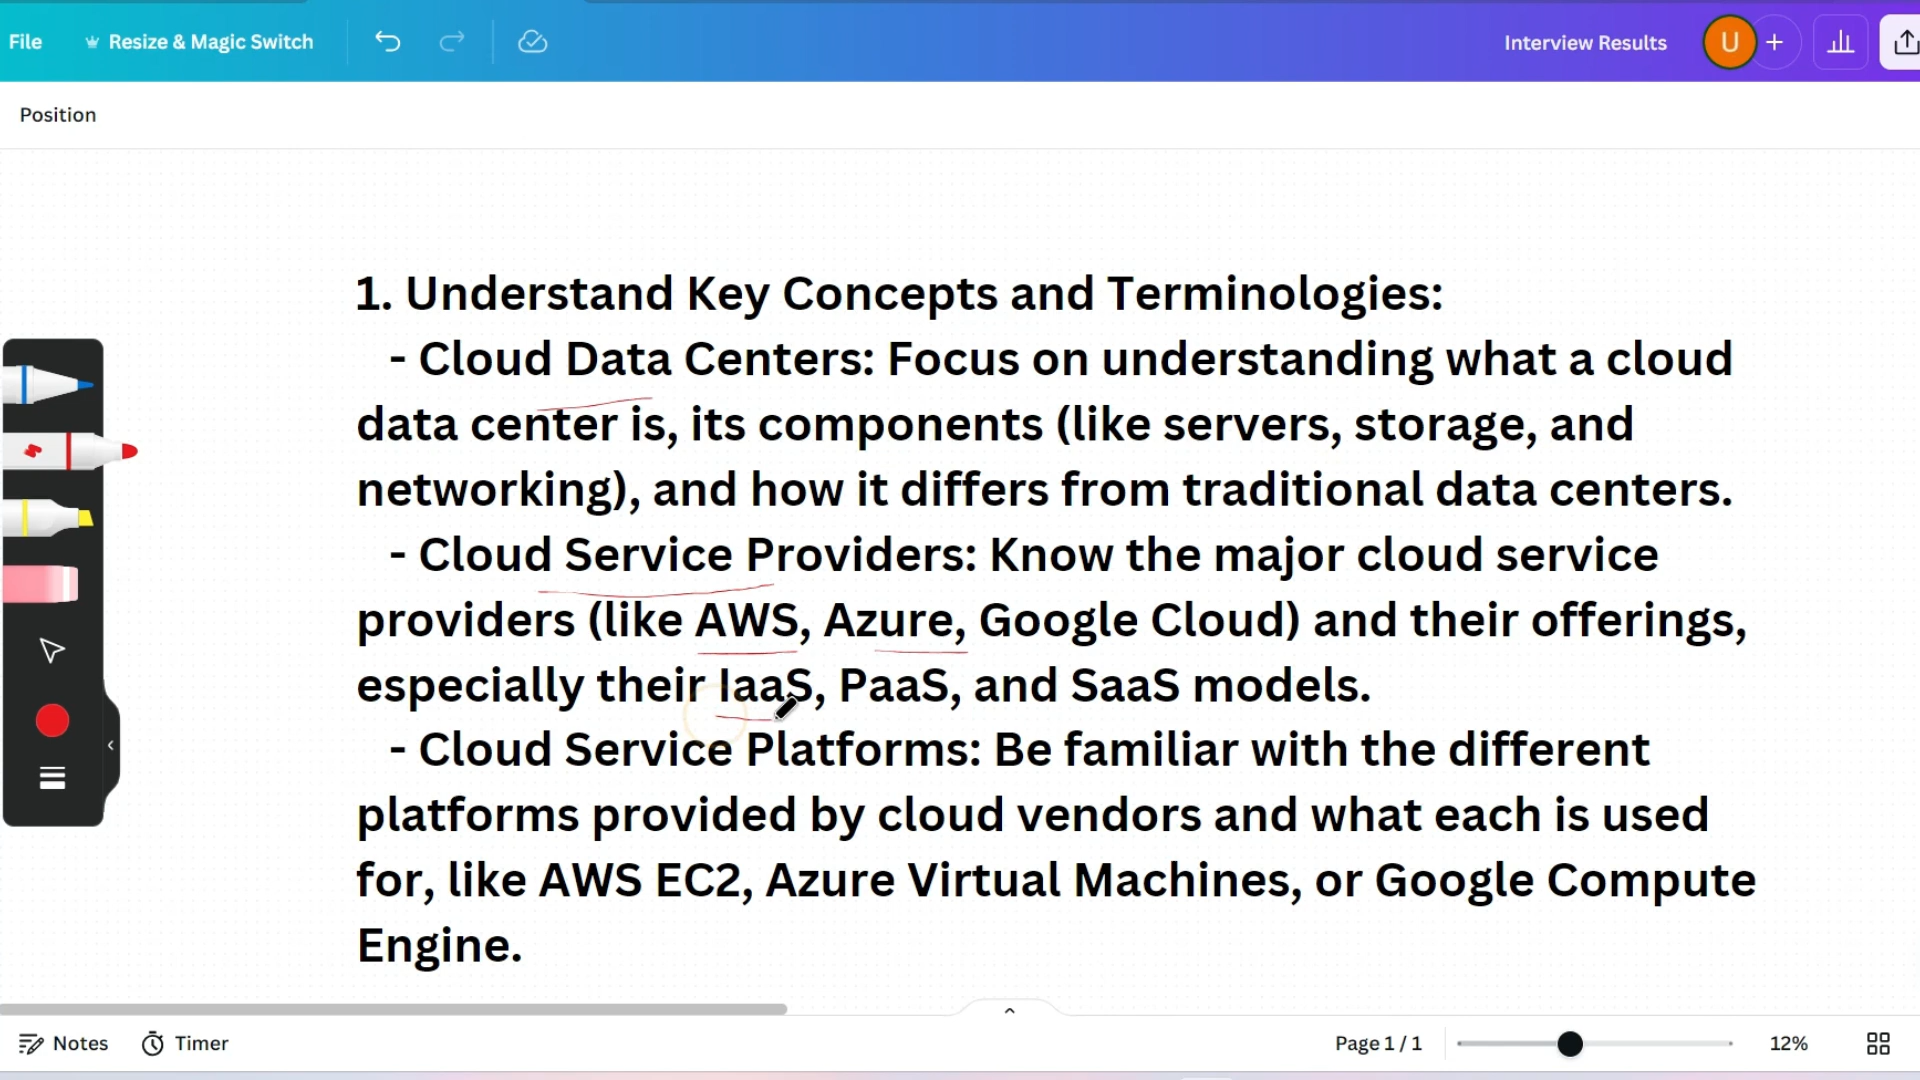 File Resize & Magic Switch Interview Results U +
Position
1. Understand Key Concepts and Terminologies:
- Cloud Data Centers: Focus on understanding what a cloud
data center is, its components (like servers, storage, and
networking), and how it differs from traditional data centers.
- Cloud Service Providers: Know the major cloud service
providers (like AWS, Azure, Google Cloud) and their offerings,
especially their IaaS, PaaS, and SaaS models.
- Cloud Service Platforms: Be familiar with the different
platforms provided by cloud vendors and what each is used
for, like AWS EC2, Azure Virtual Machines, or Google Compute
Engine.
Notes Timer Page 1 / 1 12%